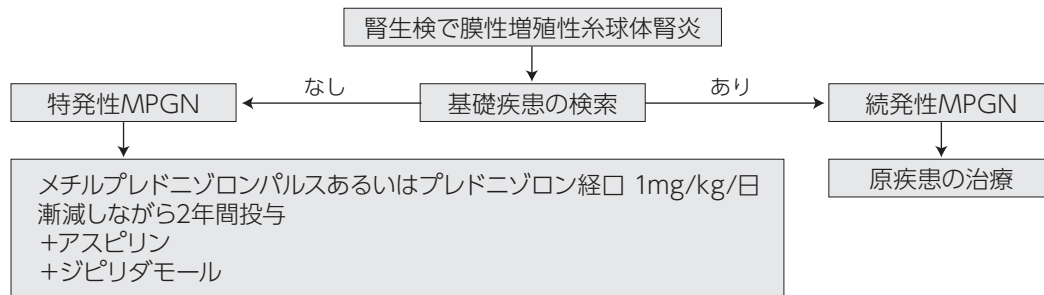 腎生検で膜性増殖性糸球体腎炎
なし
あり
特発性MPGN
基礎疾患の検索
続発性MPGN
メチルプレドニゾロンパルスあるいはプレドニゾロン経口 1mg/kg/日
漸減しながら2年間投与
+アスピリン
+ジピリダモール
原疾患の治療